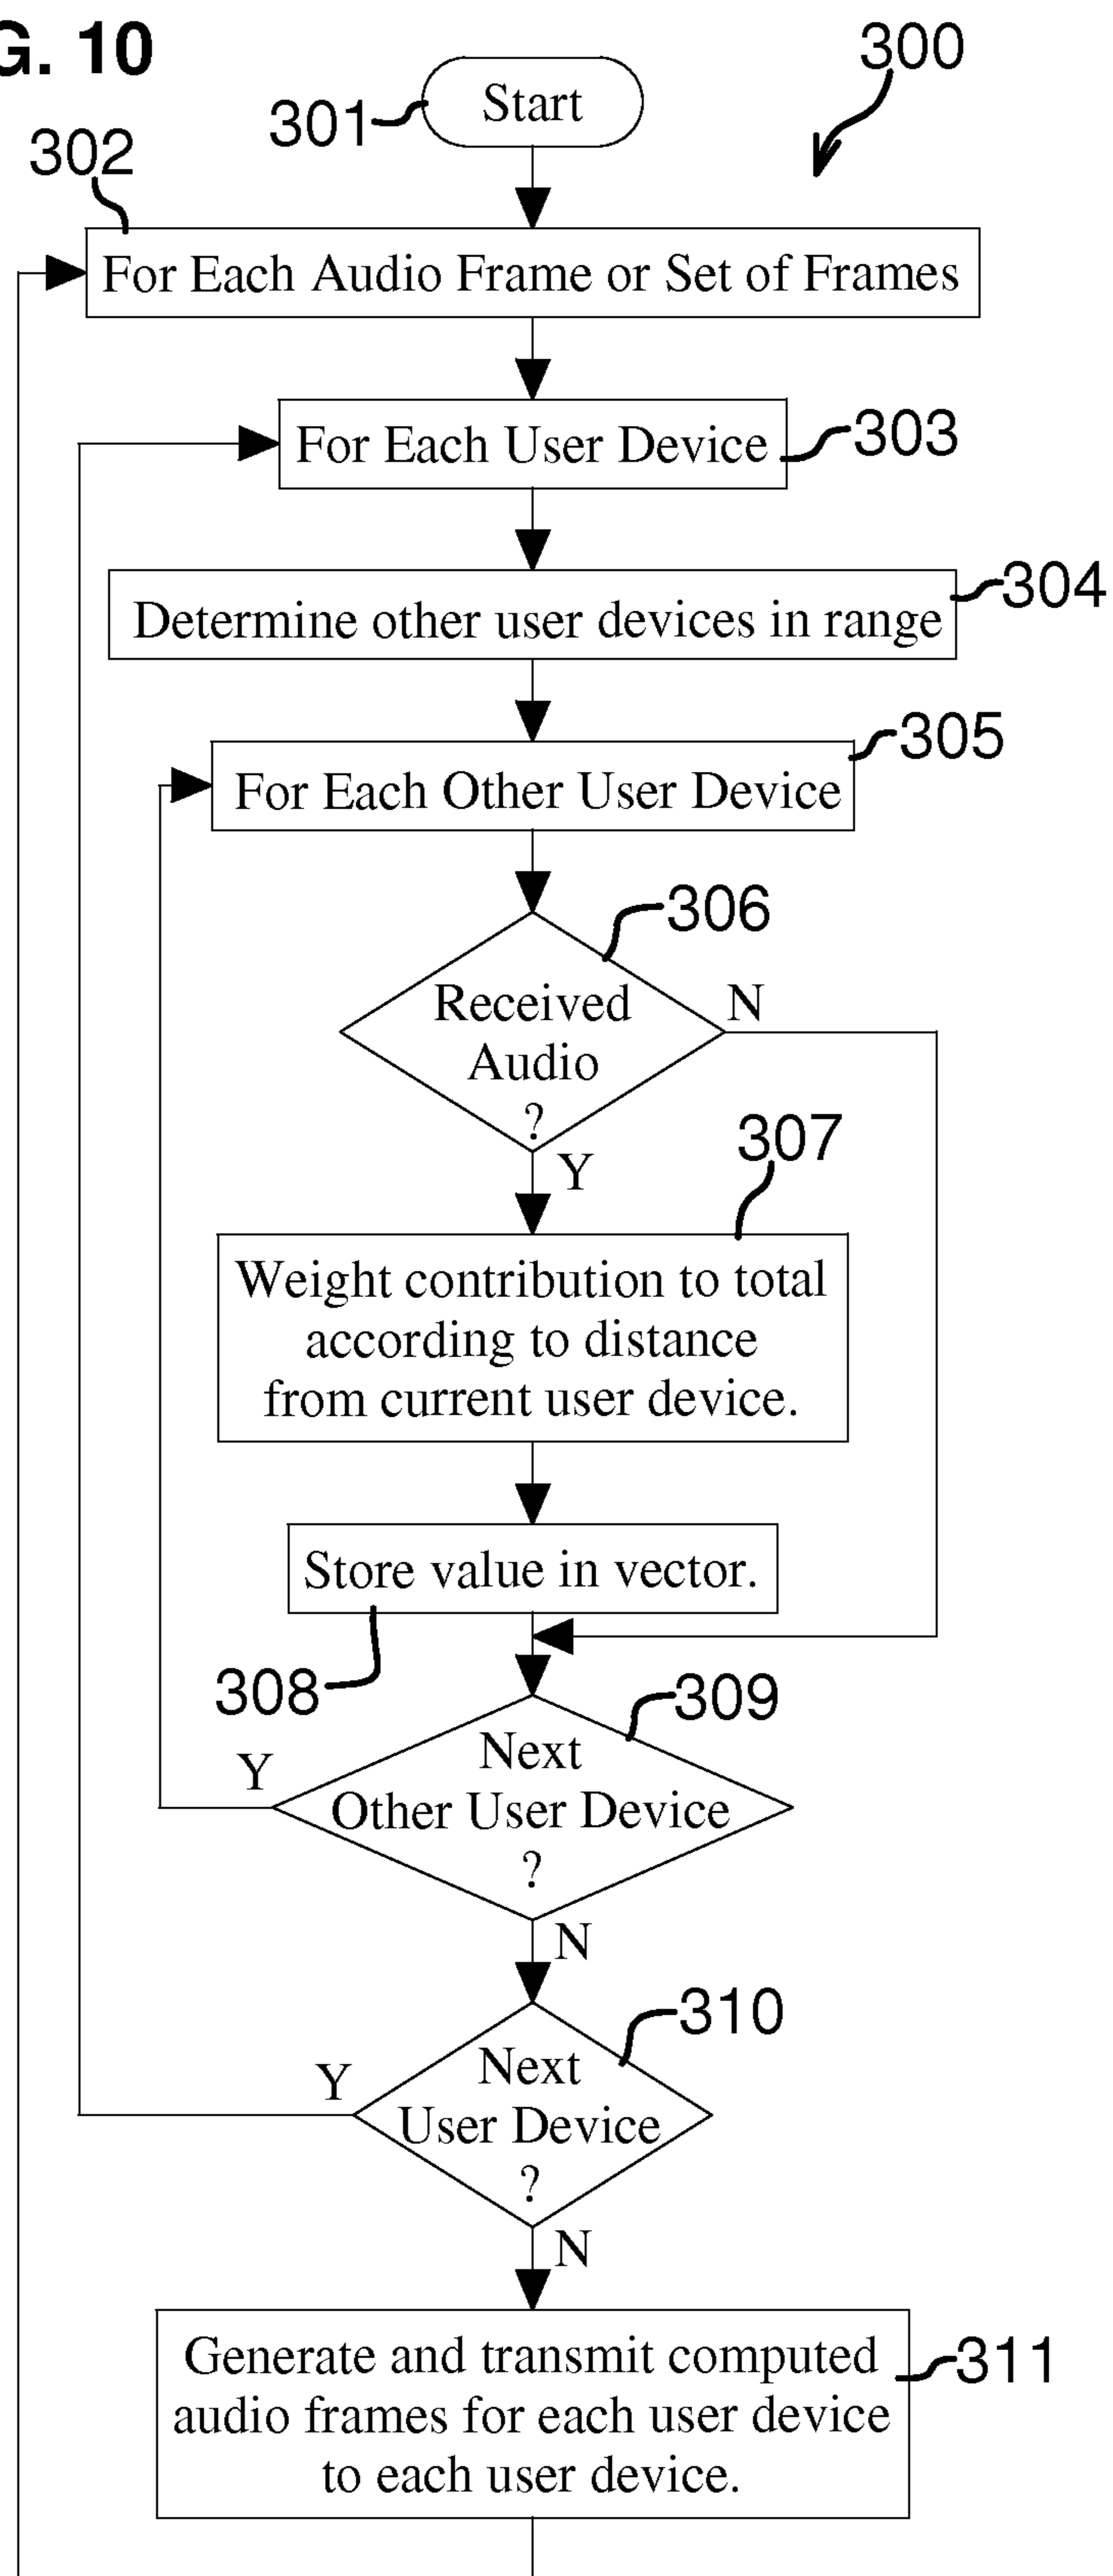 G. 10
300
301
Start
302
For Each Audio Frame or Set of Frames
For Each User Device
303
Determine other user devices in range
304
305
For Each Other User Device
306
Received
Audio
?
N
Y
307
Weight contribution to total
according to distance
from current user device.
Store value in vector.
308
309
Next
Other User Device
?
Y
N
310
Next
User Device
?
Y
N
Generate and transmit computed
audio frames for each user device
to each user device.
311